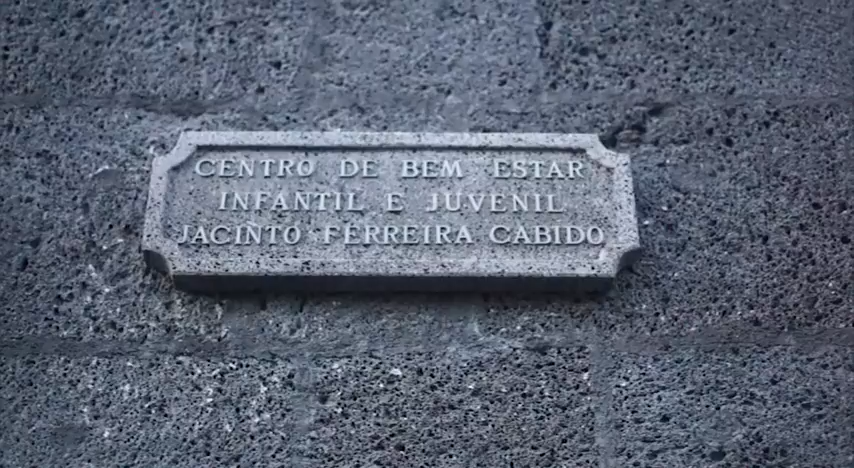 CENTRO DE BEM ESTAR
INFANTIL E JUVENIL
JACINTO FERREIRA CABIDO